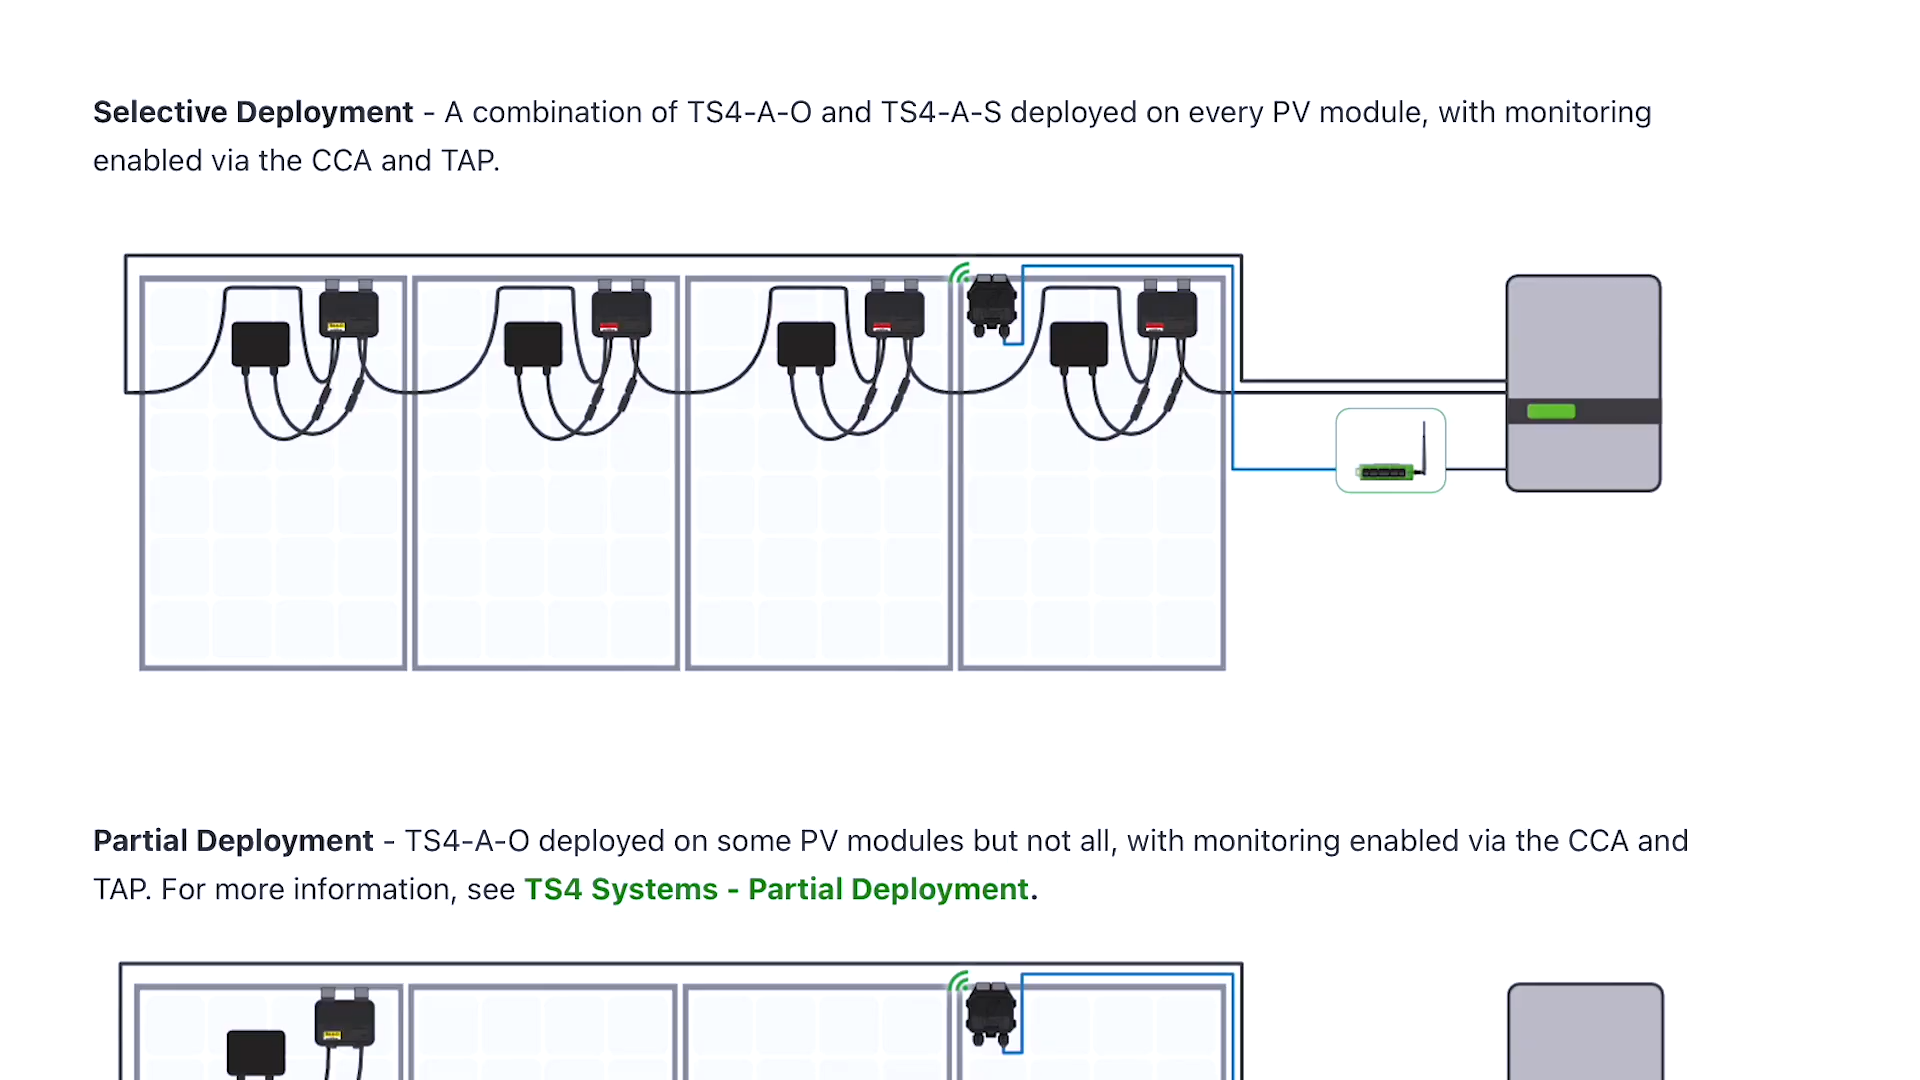 Selective Deployment - A combination of TS4-A-O and TS4-A-S deployed on every PV module, with monitoring
enabled via the CCA and TAP.
Partial Deployment - TS4-A-O deployed on some PV modules but not all, with monitoring enabled via the CCA and
TAP. For more information, see TS4 Systems - Partial Deployment.